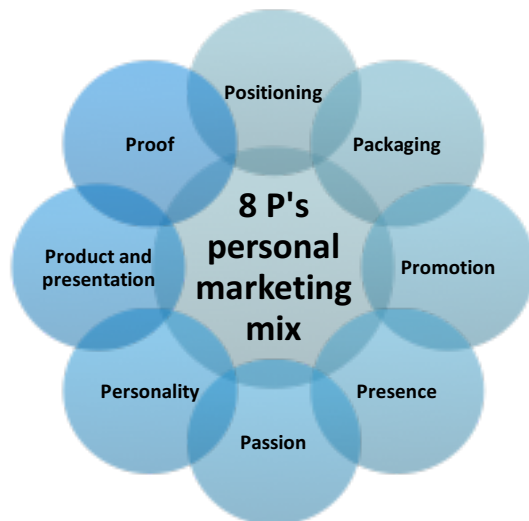 8 P's
personal
marketing
mix
Positioning
Packaging
Promotion
Presence
Passion
Personality
Product and
presentation
Proof